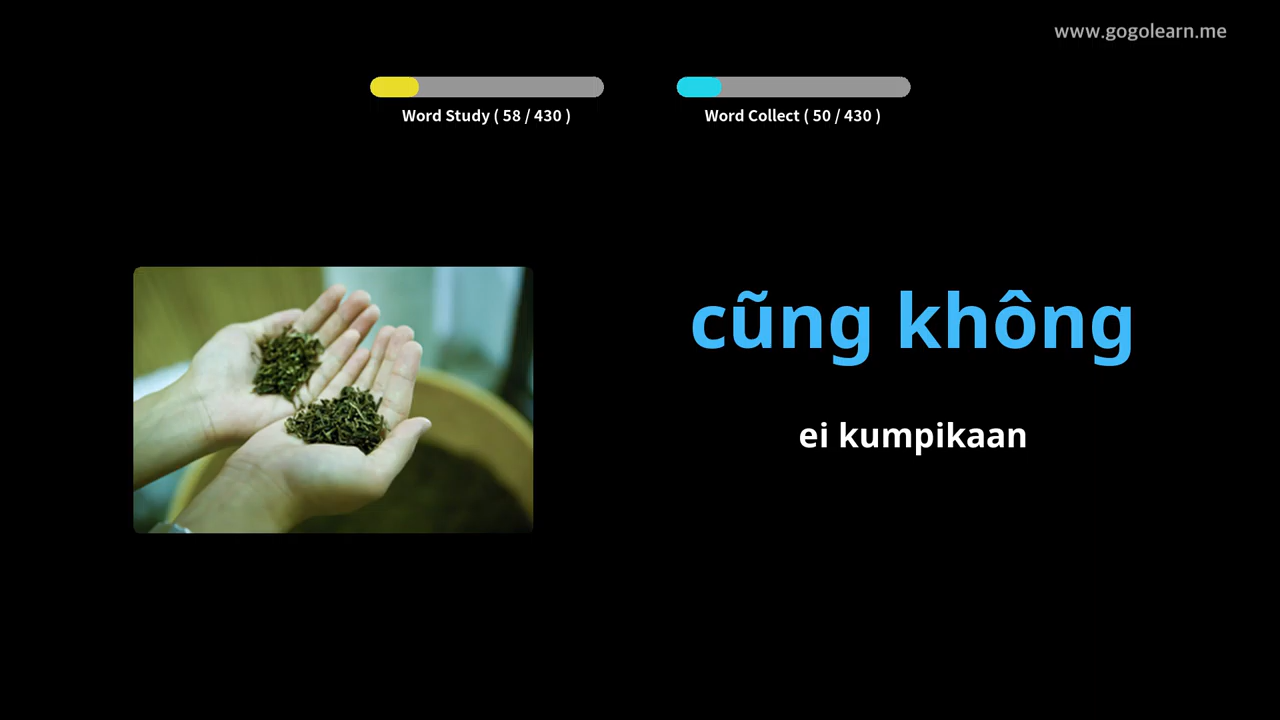 www.gogolearn.me
Word Study ( 58 / 430 )
Word Collect ( 50 / 430 )
cũng không
ei kumpikaan